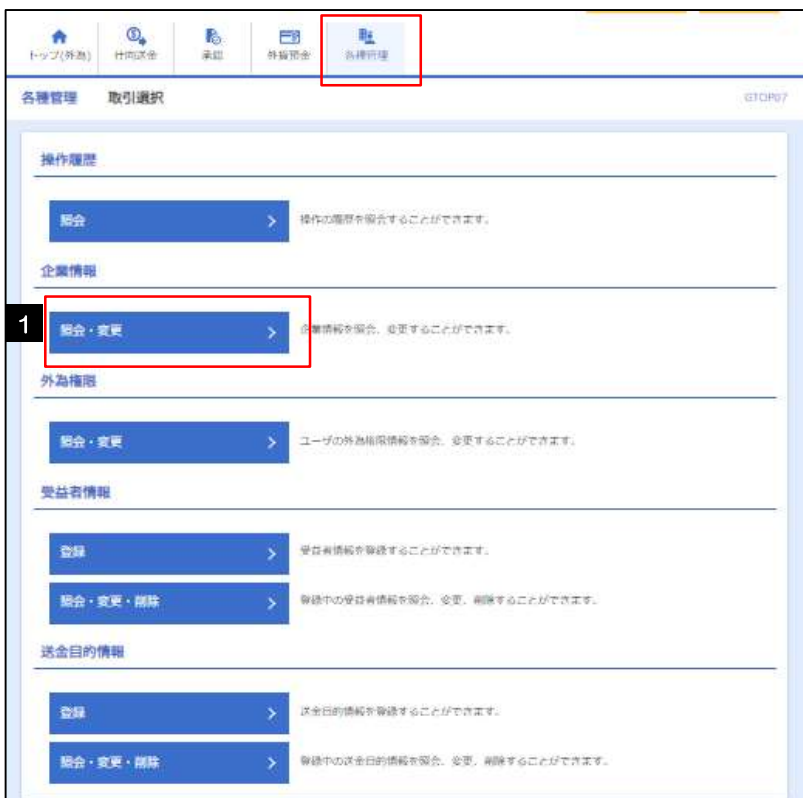 トップ(外為) 仕向送金 承認 外貨預金 各種管理
各種管理 取引選択 GTOP07
操作履歴
照会 操作の履歴を照会することができます。
企業情報
1 照会・変更 企業情報を照会、変更することができます。
外為権限
照会・変更 ユーザの外為権限情報を照会、変更することができます。
受益者情報
登録 受益者情報を登録することができます。
照会・変更・削除 登録中の受益者情報を照会、変更、削除することができます。
送金目的情報
登録 送金目的情報を登録することができます。
照会・変更・削除 登録中の送金目的情報を照会、変更、削除することができます。